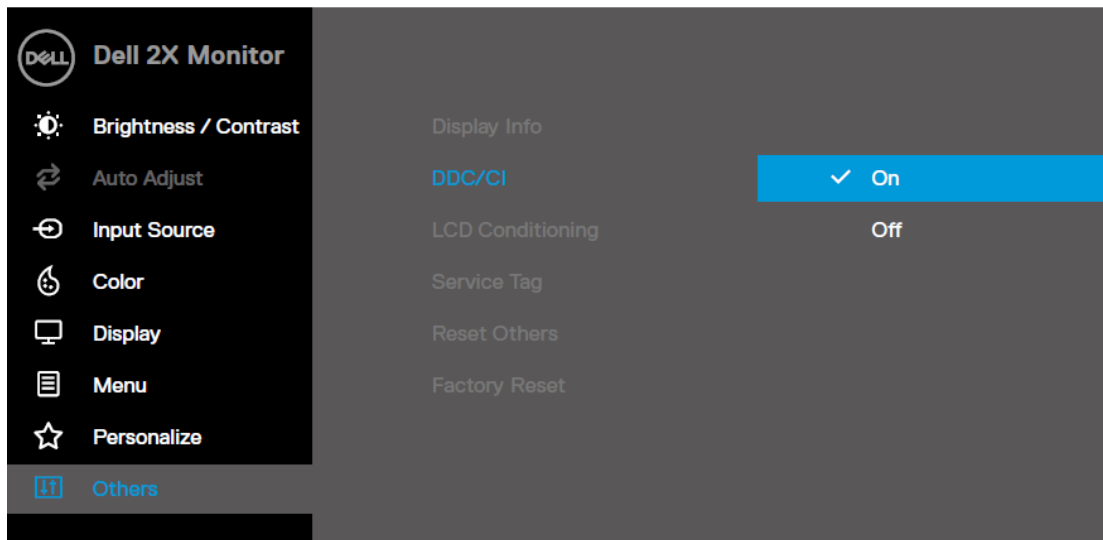 DELL Dell 2X Monitor
Brightness / Contrast
Display Info
Auto Adjust
DDC/CI
On
Input Source
LCD Conditioning
Off
Color
Service Tag
Display
Reset Others
Menu
Factory Reset
Personalize
Others